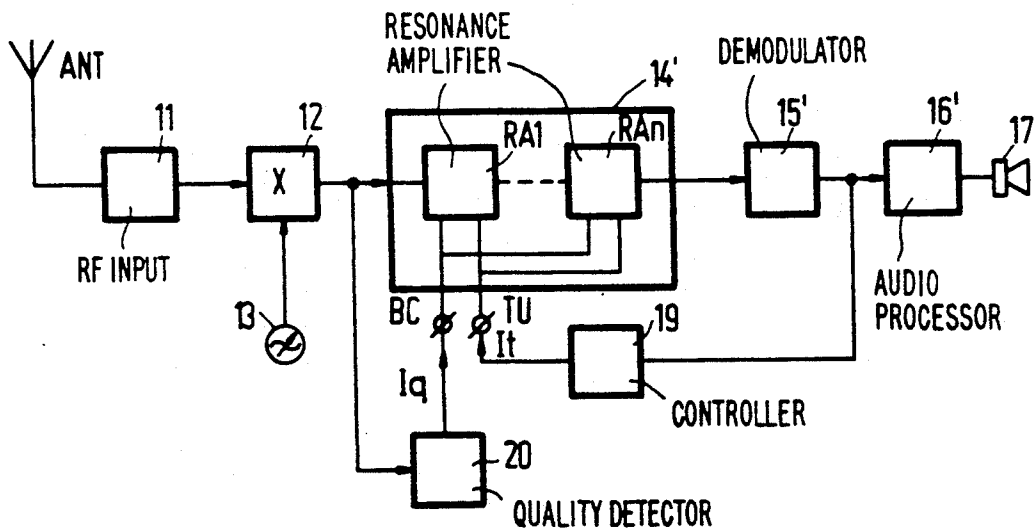 RESONANCE
AMPLIFIER
14'
DEMODULATOR
ANT
11
12
RA1
RAn
15'
16'
17
X
RF INPUT
13
BC
TU
It
19
AUDIO
PROCESSOR
Iq
CONTROLLER
20
QUALITY DETECTOR